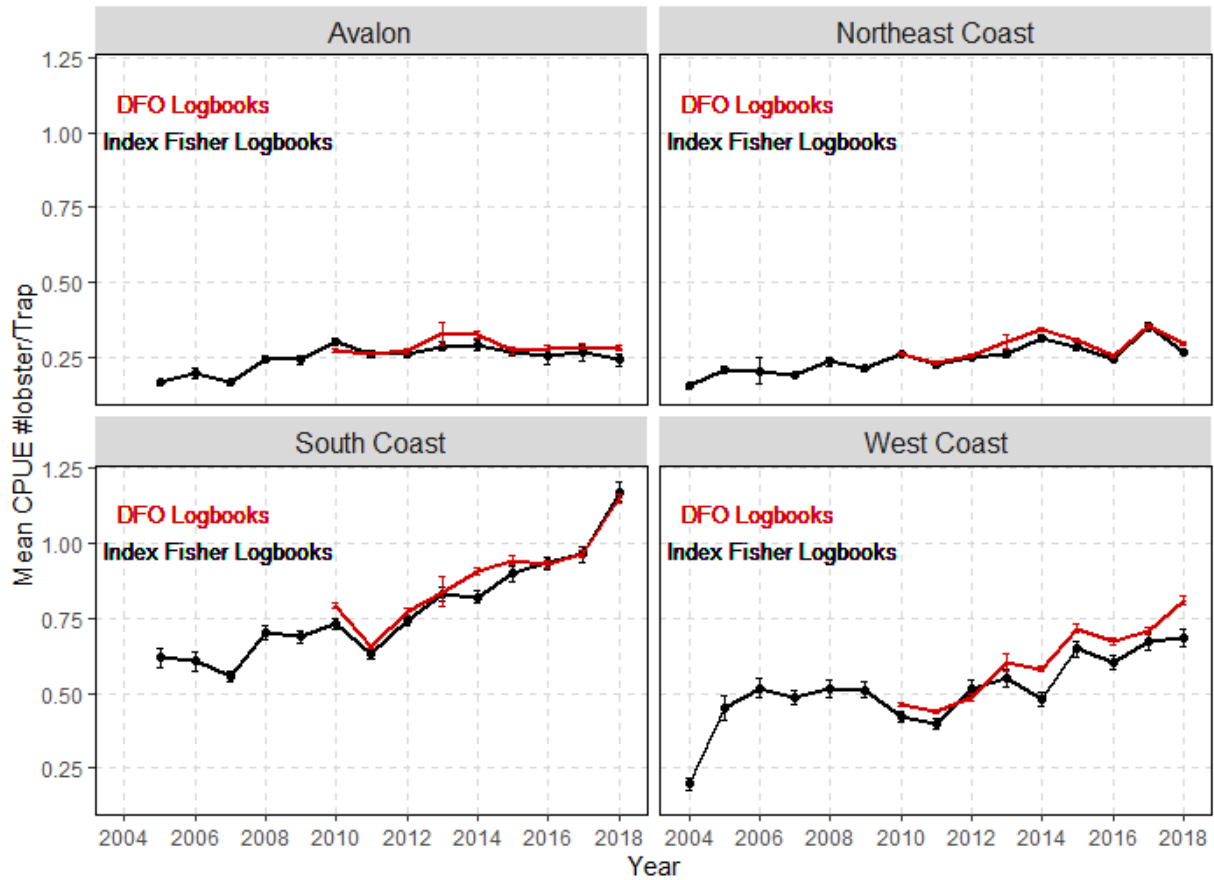 Avalon
Northeast Coast
1.25
1.00
0.75
0.50
0.25
DFO Logbooks
Index Fisher Logbooks
DFO Logbooks
Index Fisher Logbooks
Mean CPUE #lobster/Trap
South Coast
West Coast
1.25
1.00
0.75
0.50
0.25
DFO Logbooks
Index Fisher Logbooks
DFO Logbooks
Index Fisher Logbooks
2004 2006 2008 2010 2012 2014 2016 2018
2004 2006 2008 2010 2012 2014 2016 2018
Year